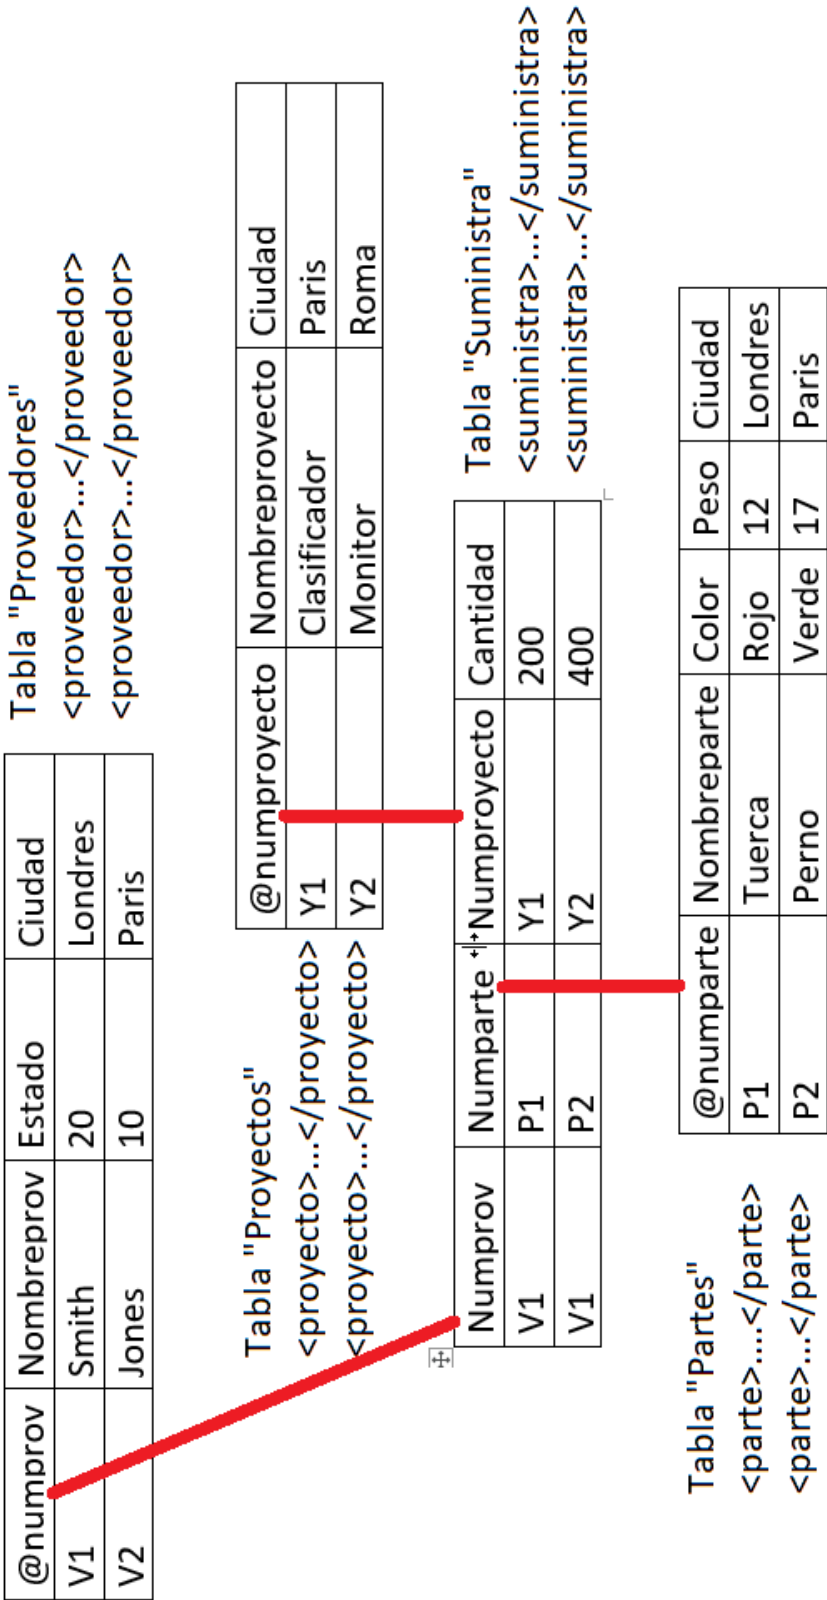 @numprov Nombreprov Estado Ciudad
V1 Smith 20 Londres
V2 Jones 10 Paris
Tabla "Proveedores"
<proveedor>...</proveedor>
<proveedor>...</proveedor>
Tabla "Proyectos"
<proyecto>...</proyecto>
<proyecto>...</proyecto>
@numproyecto Nombreprovecto Ciudad
Y1 Clasificador Paris
Y2 Monitor Roma
Numprov Numparte Numproyecto Cantidad
V1 P1 Y1 200
V1 P2 Y2 400
Tabla "Suministra"
<suministra>...</suministra>
<suministra>...</suministra>
Tabla "Partes"
<parte>....</parte>
<parte>...</parte>
@numparte Nombreparte Color Peso Ciudad
P1 Tuerca Rojo 12 Londres
P2 Perno Verde 17 Paris